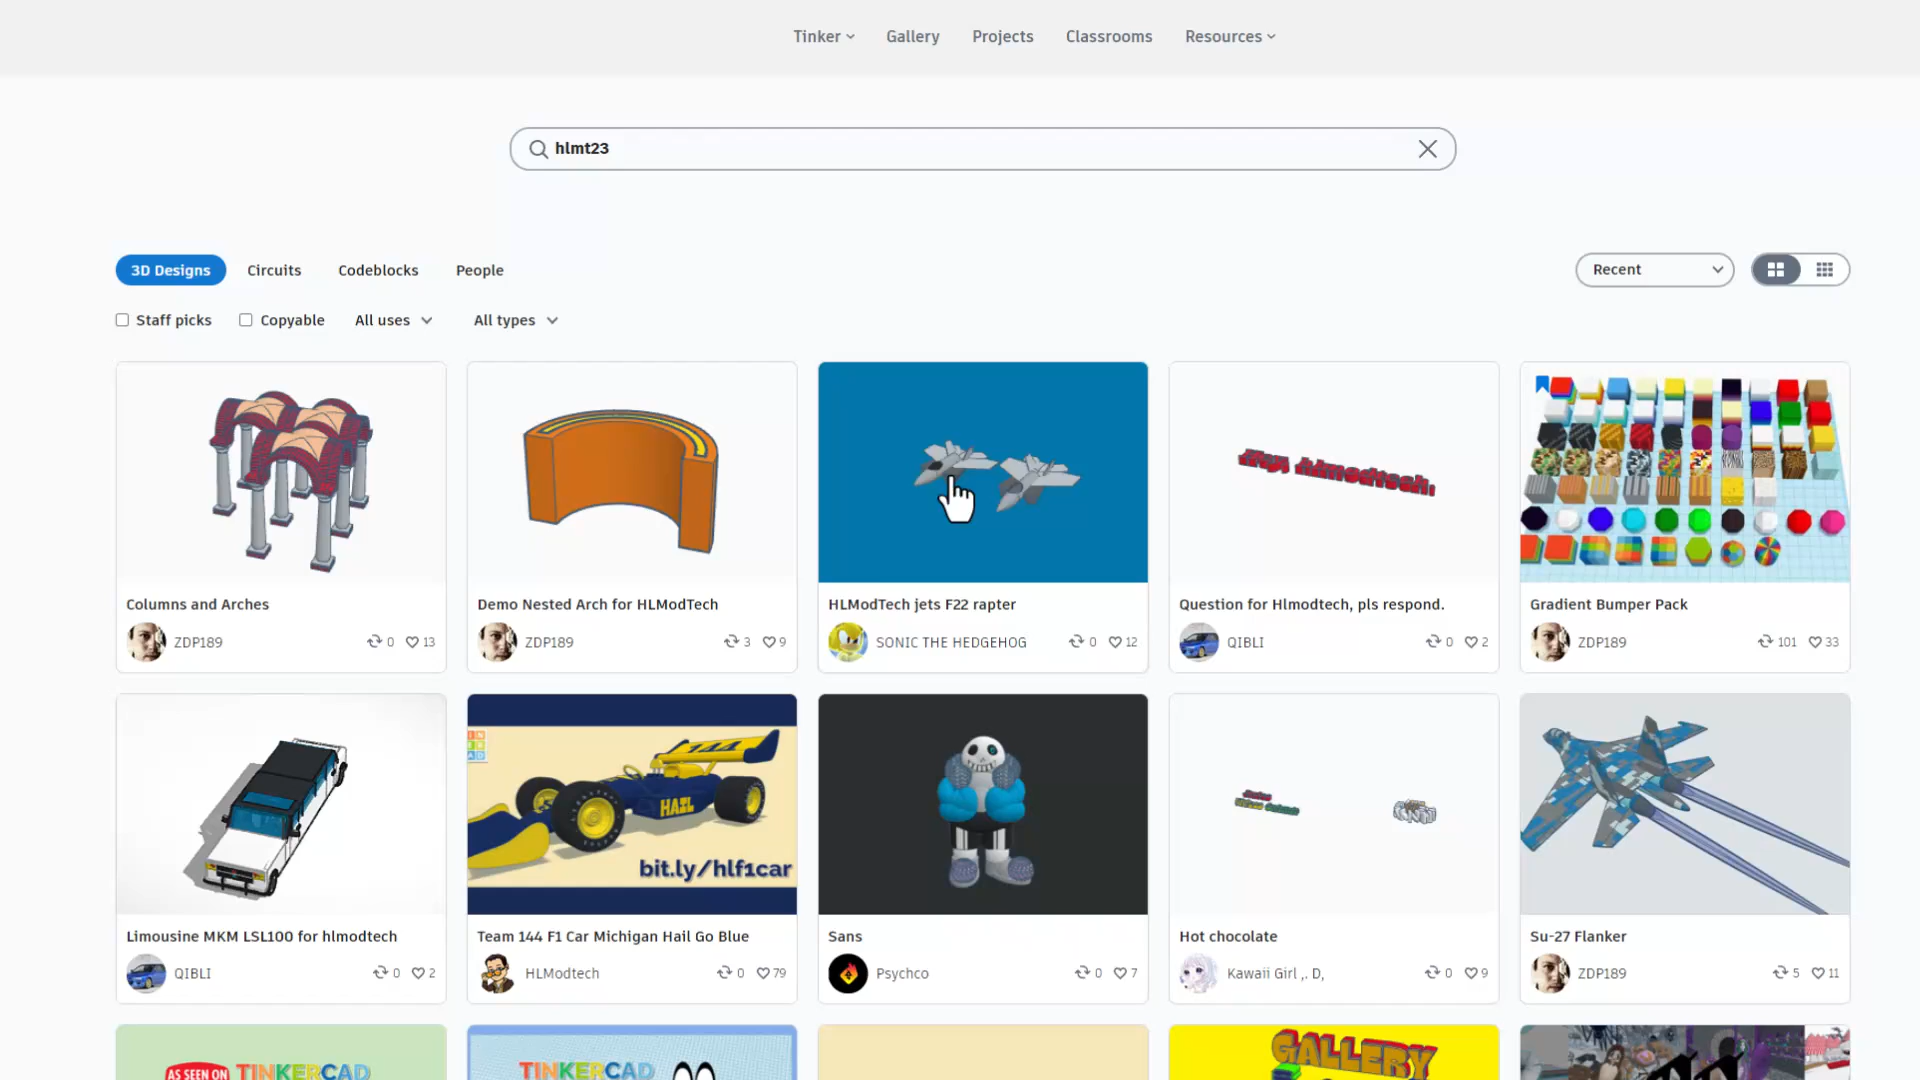 Tinker Gallery Projects Classrooms Resources
hlmt23
3D Designs Circuits Codeblocks People Recent
Staff picks Copyable All uses All types
Hey, hlmodtech,
Columns and Arches
ZDP189 0 13
Demo Nested Arch for HLModTech
ZDP189 3 9
HLModTech jets F22 rapter
SONIC THE HEDGEHOG 0 12
Question for Hlmodtech, pls respond.
QIBLI 0 2
Gradient Bumper Pack
ZDP189 101 33
144
HAIL
bit.ly/hlf1car
Limousine MKM LSL100 for hlmodtech
QIBLI 0 2
Team 144 F1 Car Michigan Hail Go Blue
HLModtech 0 79
Sans
Psychco 0 7
Hot chocolate
Kawaii Girl ,. D, 0 9
Su-27 Flanker
ZDP189 5 11
AS SEEN ON TINKERCAD
TINKERCAD
GALLERY